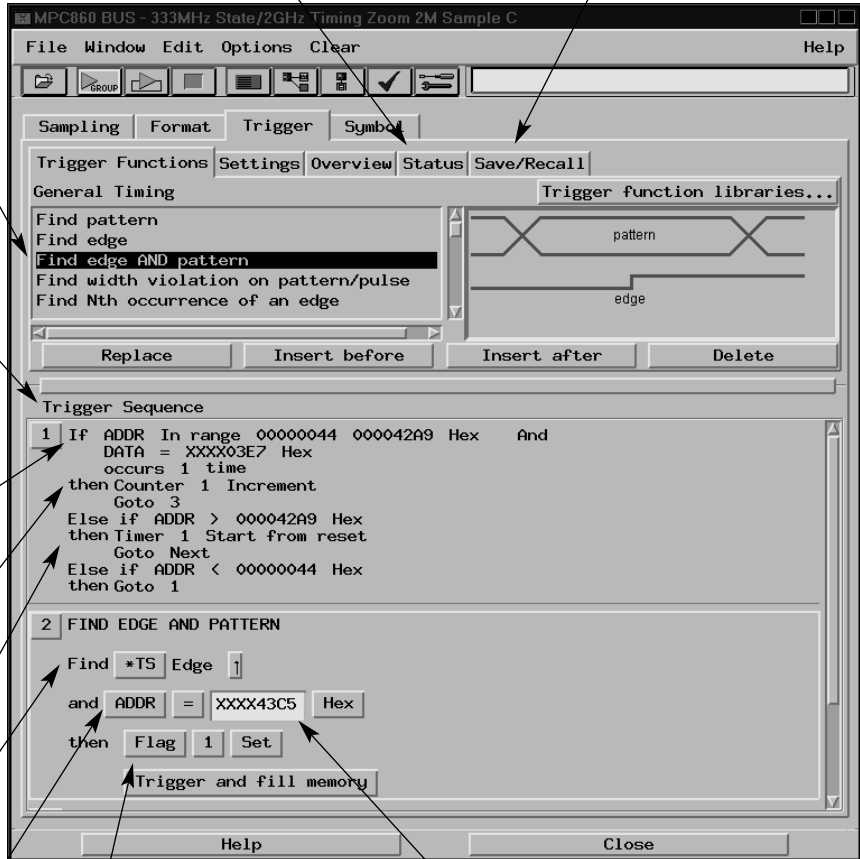 MPC860 BUS - 333MHz State/2GHz Timing Zoom 2M Sample C
File Window Edit Options Clear Help
GROUP
Sampling Format Trigger Symbol
Trigger Functions Settings Overview Status Save/Recall
General Timing Trigger function libraries...
Find pattern
Find edge
Find edge AND pattern
Find width violation on pattern/pulse
Find Nth occurrence of an edge
pattern
edge
Replace Insert before Insert after Delete
Trigger Sequence
1 If ADDR In range 00000044 000042A9 Hex And
DATA = XXXX03E7 Hex
occurs 1 time
then Counter 1 Increment
Goto 3
Else if ADDR > 000042A9 Hex
then Timer 1 Start from reset
Goto Next
Else if ADDR < 00000044 Hex
then Goto 1
2 FIND EDGE AND PATTERN
Find *TS Edge ↑
and ADDR = XXXX43C5 Hex
then Flag 1 Set
Trigger and fill memory
Help Close